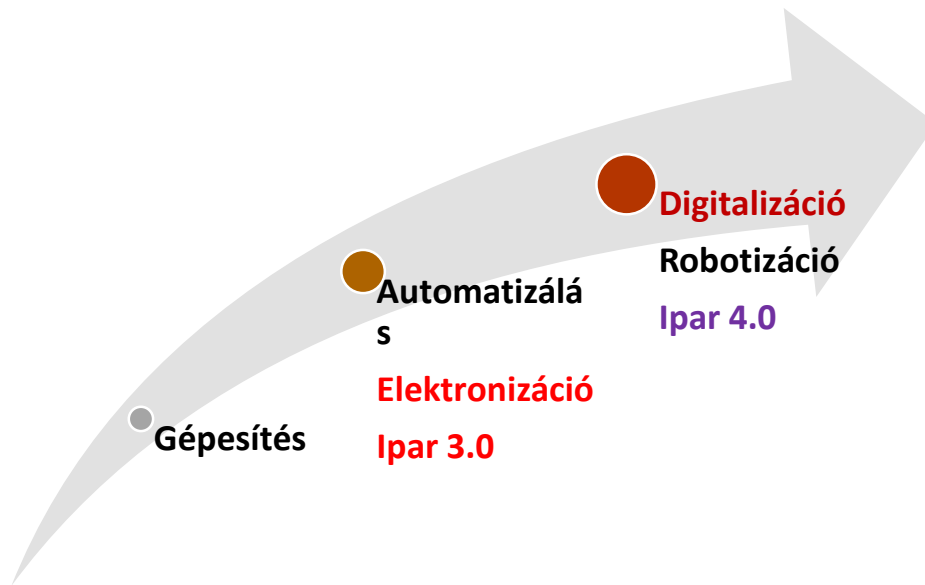 Gépesítés
Automatizálá
s
Elektronizáció
Ipar 3.0
Digitalizáció
Robotizáció
Ipar 4.0